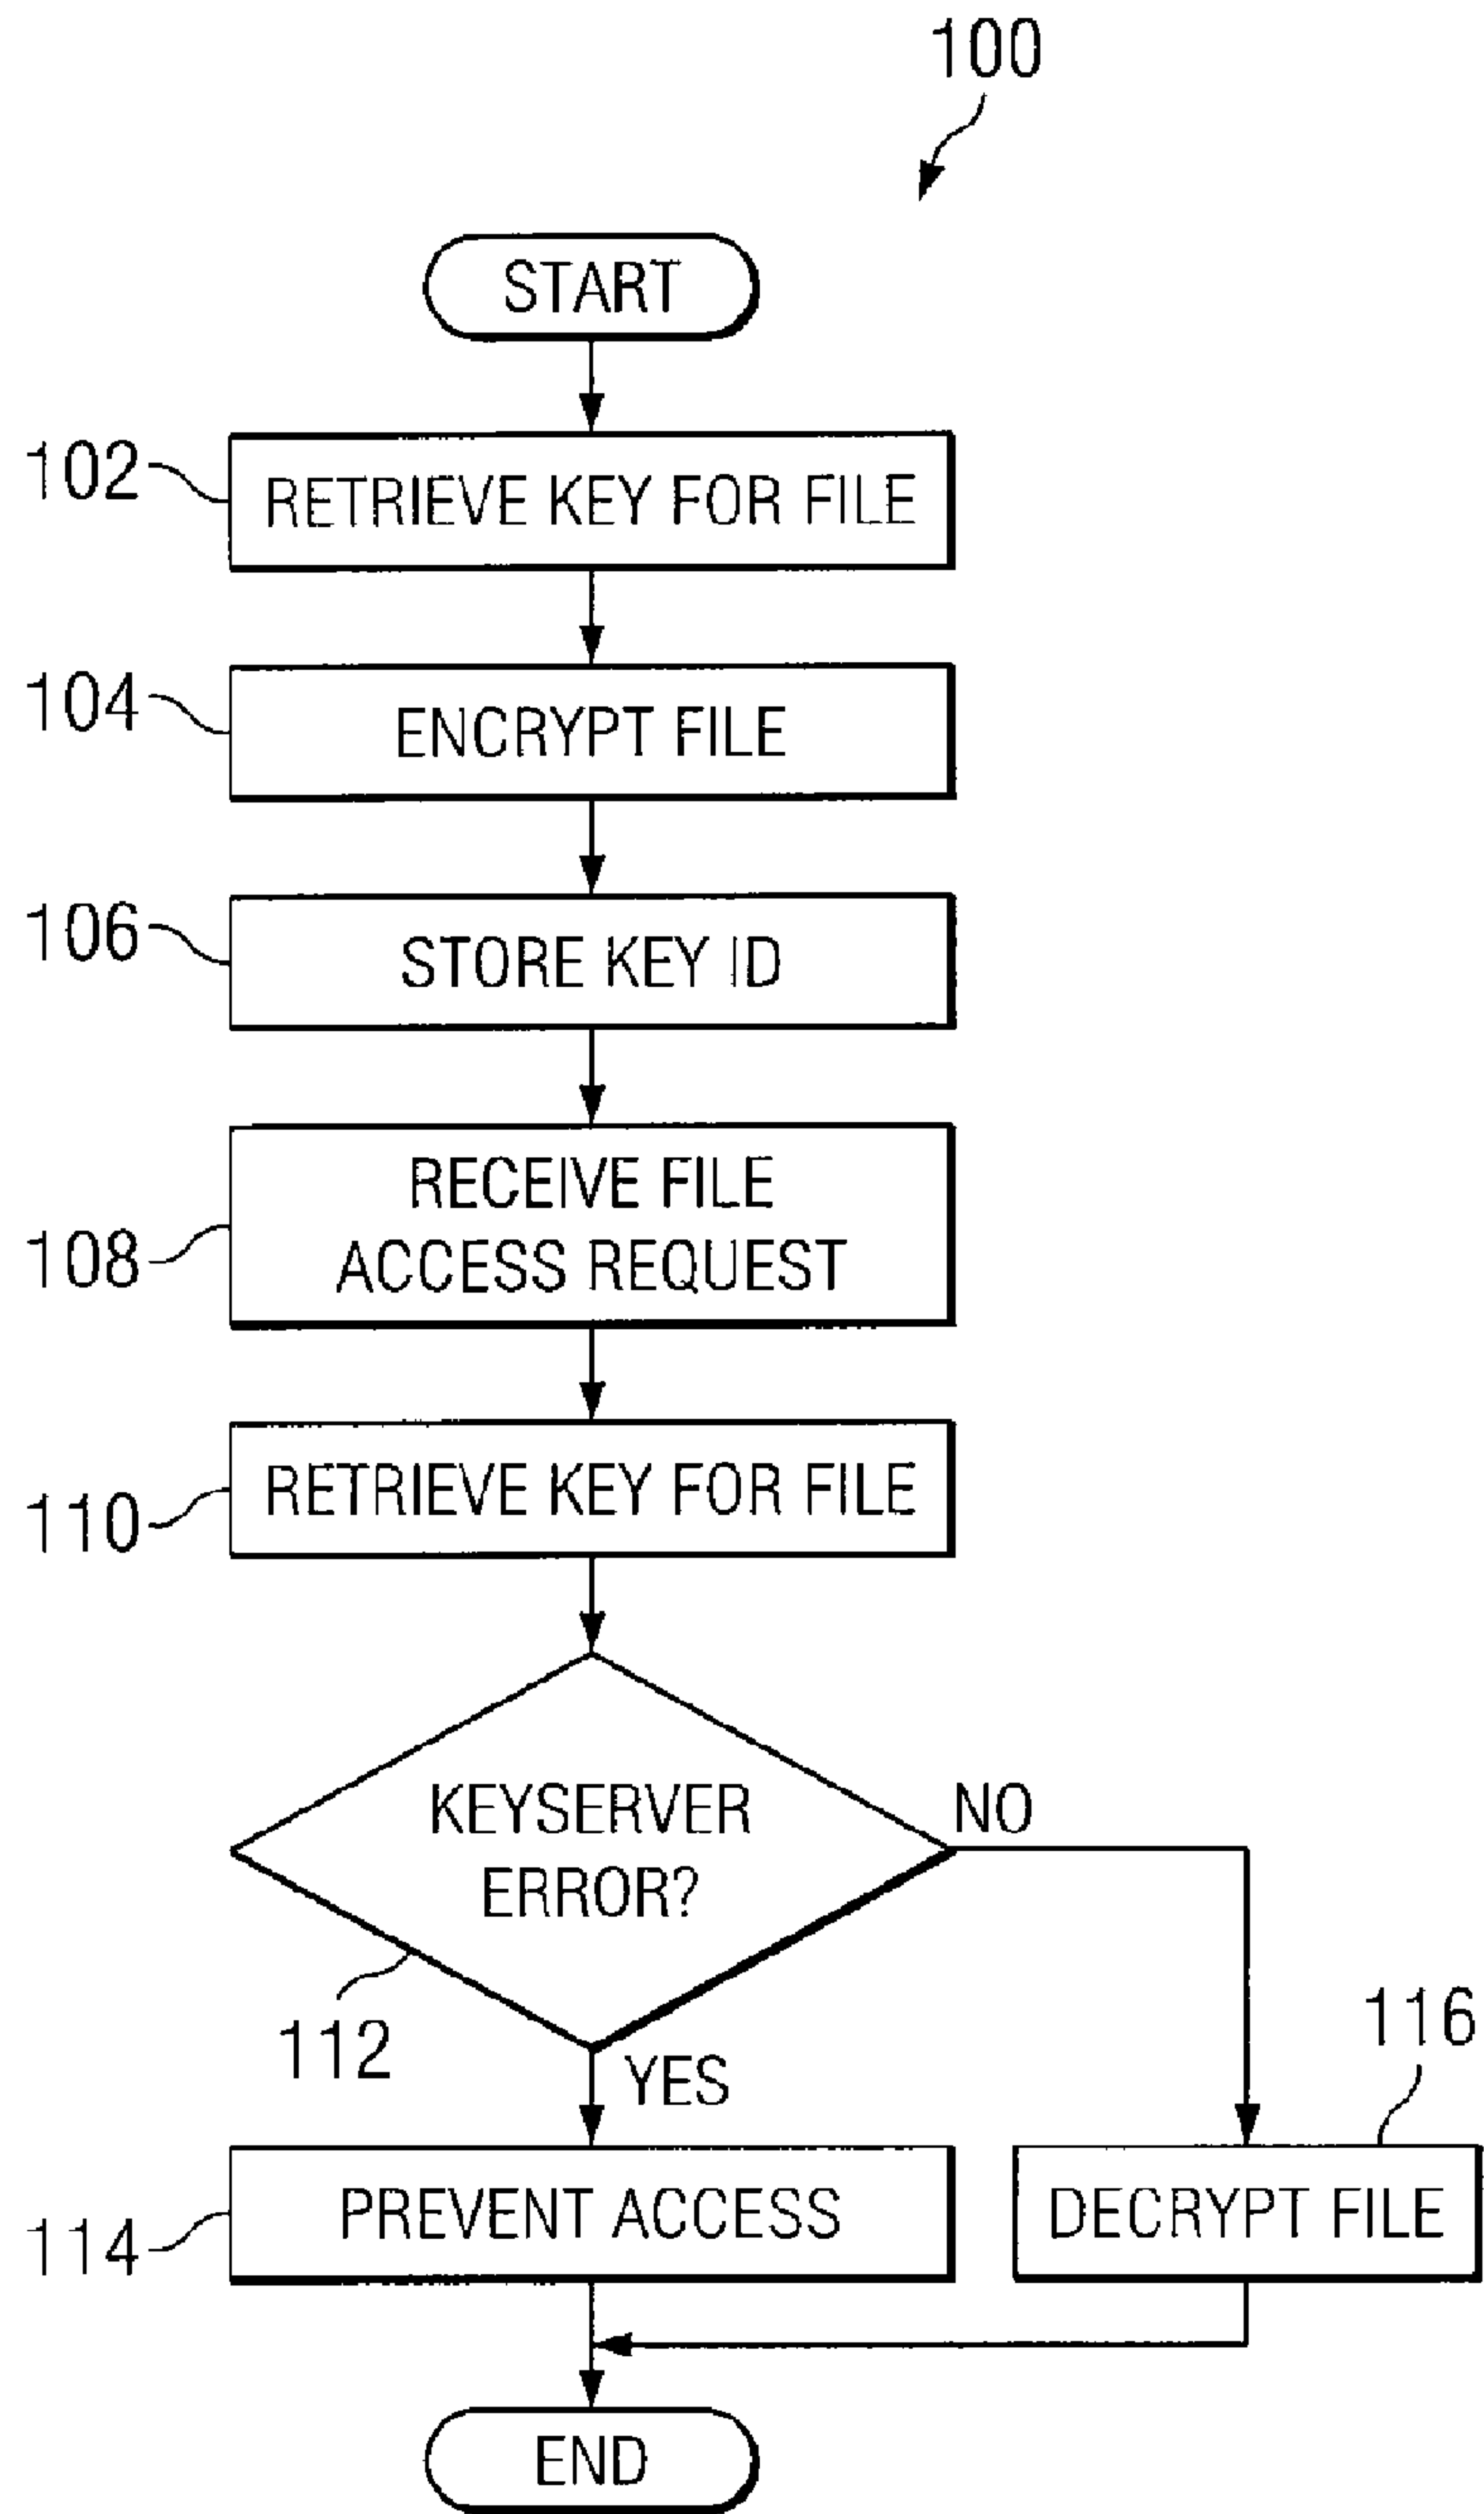 100
START
102
RETRIEVE KEY FOR FILE
104
ENCRYPT FILE
106
STORE KEY ID
RECEIVE FILE
108
ACCESS REQUEST
110
RETRIEVE KEY FOR FILE
KEYSERVER
NO
ERROR?
112
116
YES
114
PREVENT ACCESS
DECRYPT FILE
END